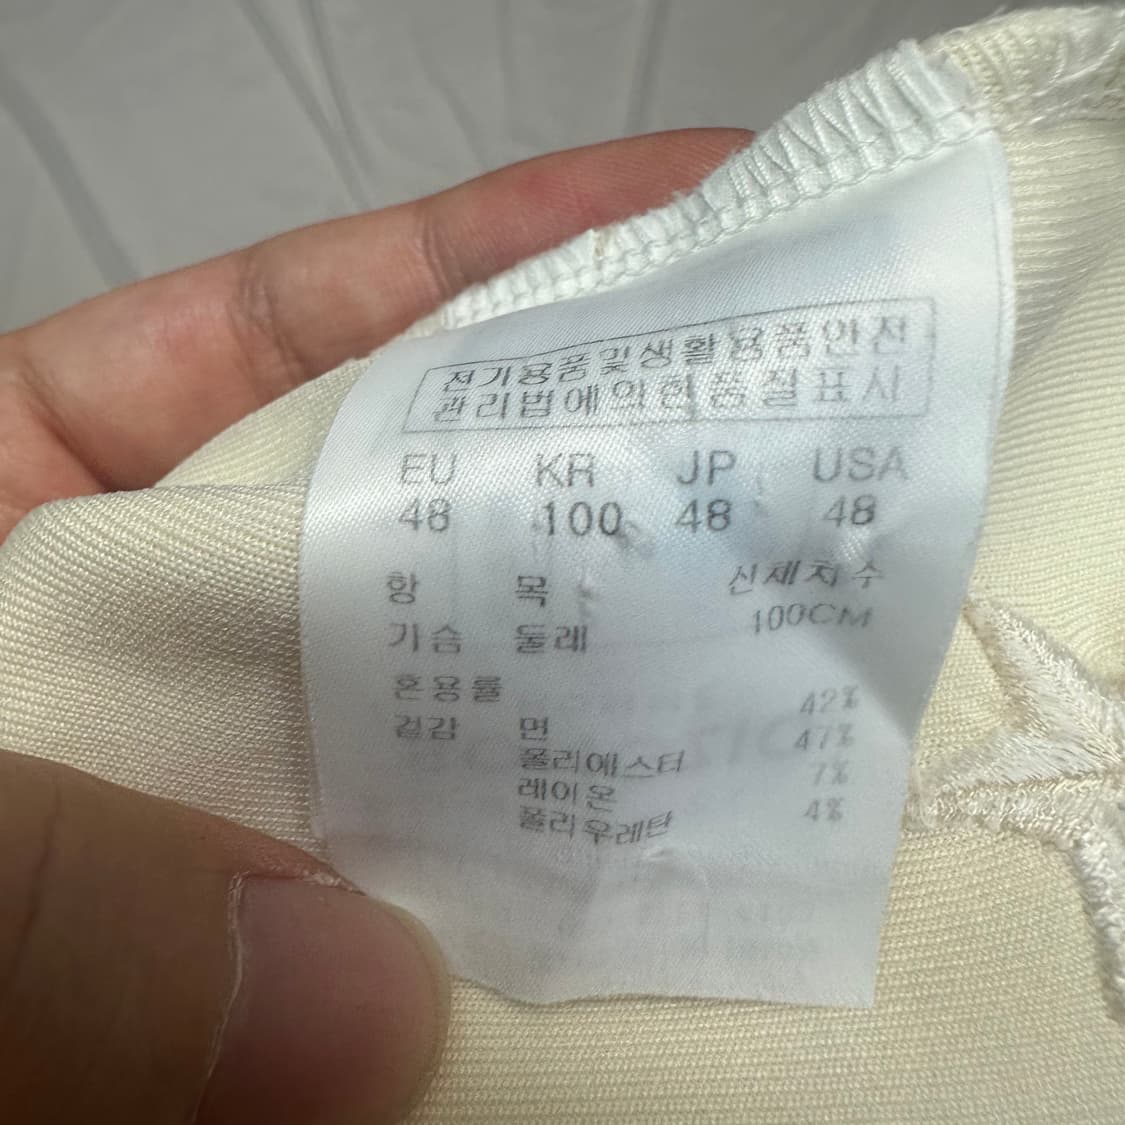 전기용품및생활용품안전
관리법에의한품질표시
EU KR JP USA
48 100 48 48
항 목 신체치수
기슴 둘레 100CM
혼용률
겉감 면 42%
폴리에스터 47%
레이온 7%
폴리우레탄 4%